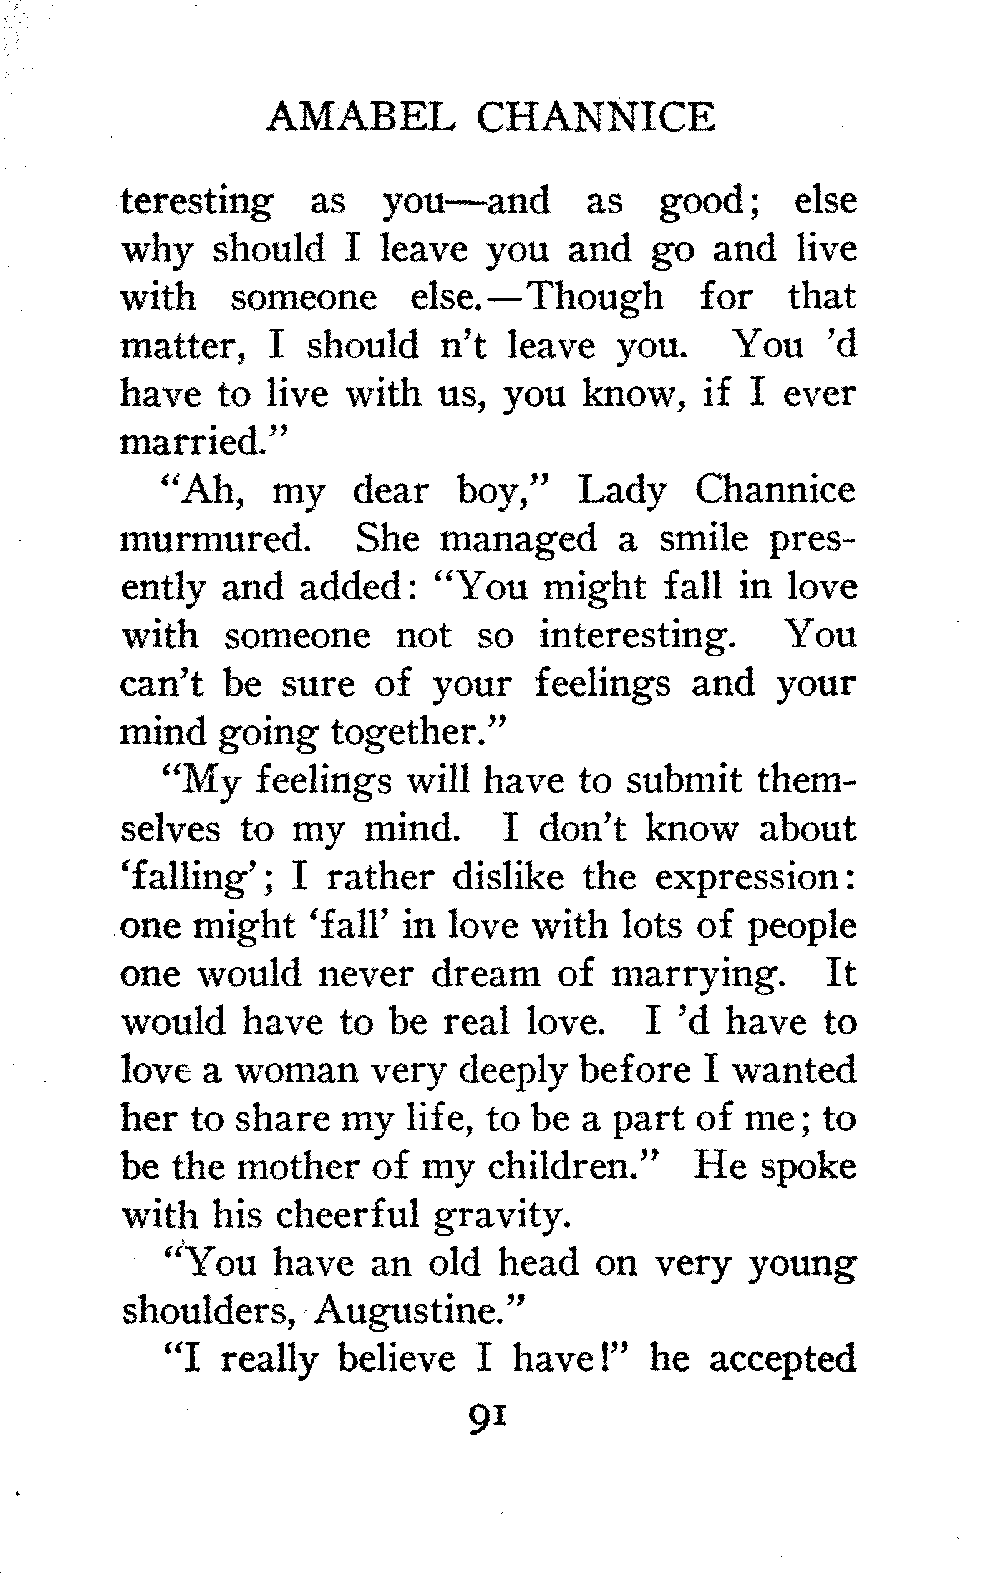 AMABEL CHANNICE
teresting as you—and as good; else
why should I leave you and go and live
with someone else.—Though for that
matter, I should n't leave you. You 'd
have to live with us, you know, if I ever
married."
"Ah, my dear boy," Lady Channice
murmured. She managed a smile pres-
ently and added: "You might fall in love
with someone not so interesting. You
can't be sure of your feelings and your
mind going together."
"My feelings will have to submit them-
selves to my mind. I don't know about
'falling'; I rather dislike the expression:
one might 'fall' in love with lots of people
one would never dream of marrying. It
would have to be real love. I 'd have to
love a woman very deeply before I wanted
her to share my life, to be a part of me; to
be the mother of my children." He spoke
with his cheerful gravity.
"You have an old head on very young
shoulders, Augustine."
"I really believe I have!" he accepted
91